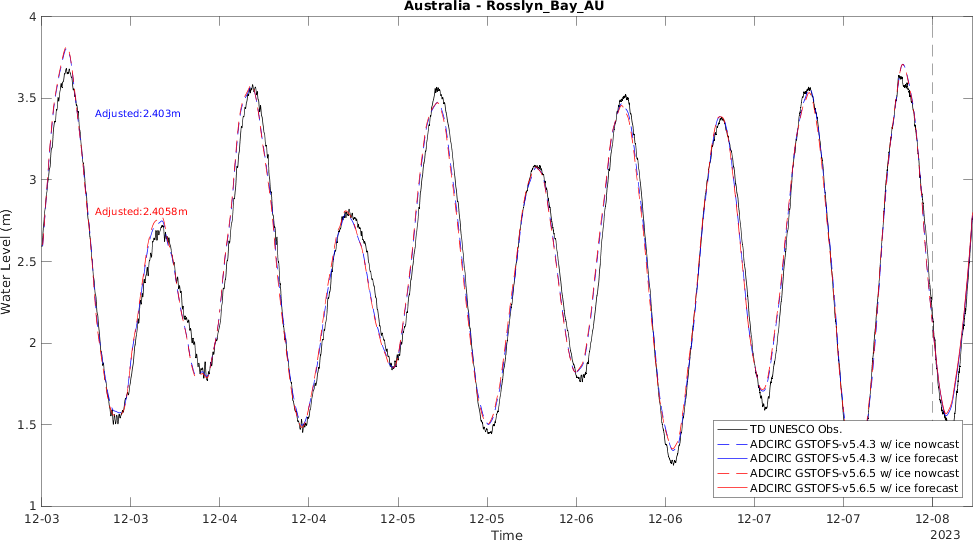 Australia - Rosslyn_Bay_AU
4
3.5
3
2.5
2
1.5
1
Water Level (m)
Adjusted:2.403m
Adjusted:2.4058m
TD UNESCO Obs.
ADCIRC GSTOFS-v5.4.3 w/ ice nowcast
ADCIRC GSTOFS-v5.4.3 w/ ice forecast
ADCIRC GSTOFS-v5.6.5 w/ ice nowcast
ADCIRC GSTOFS-v5.6.5 w/ ice forecast
12-03 12-03 12-04 12-04 12-05 12-05 12-06 12-06 12-07 12-07 12-08
2023
Time